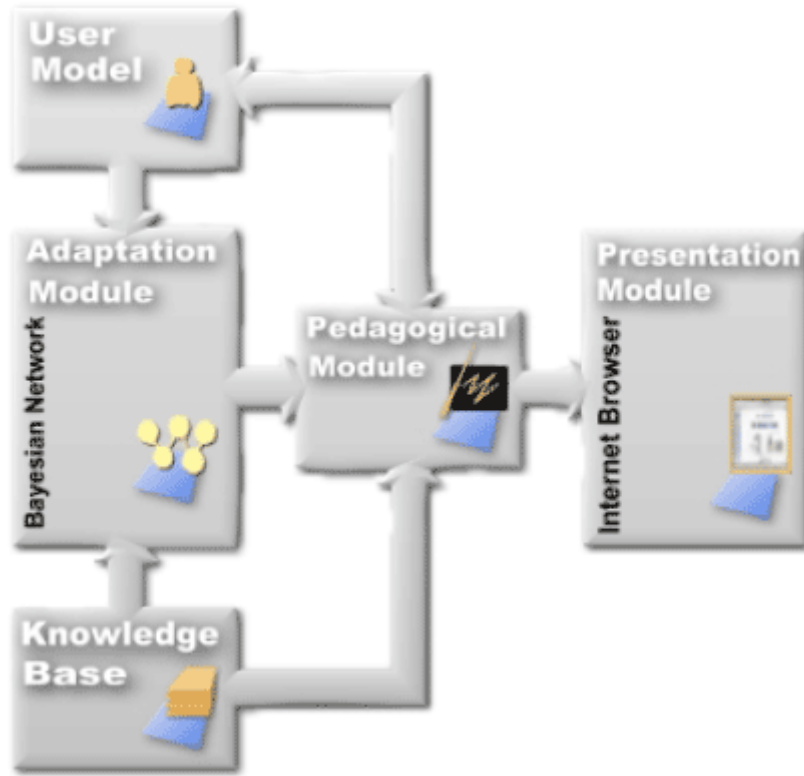 User
Model
Adaptation
Module
Bayesian Network
Pedagogical
Module
Presentation
Module
Internet Browser
Knowledge
Base